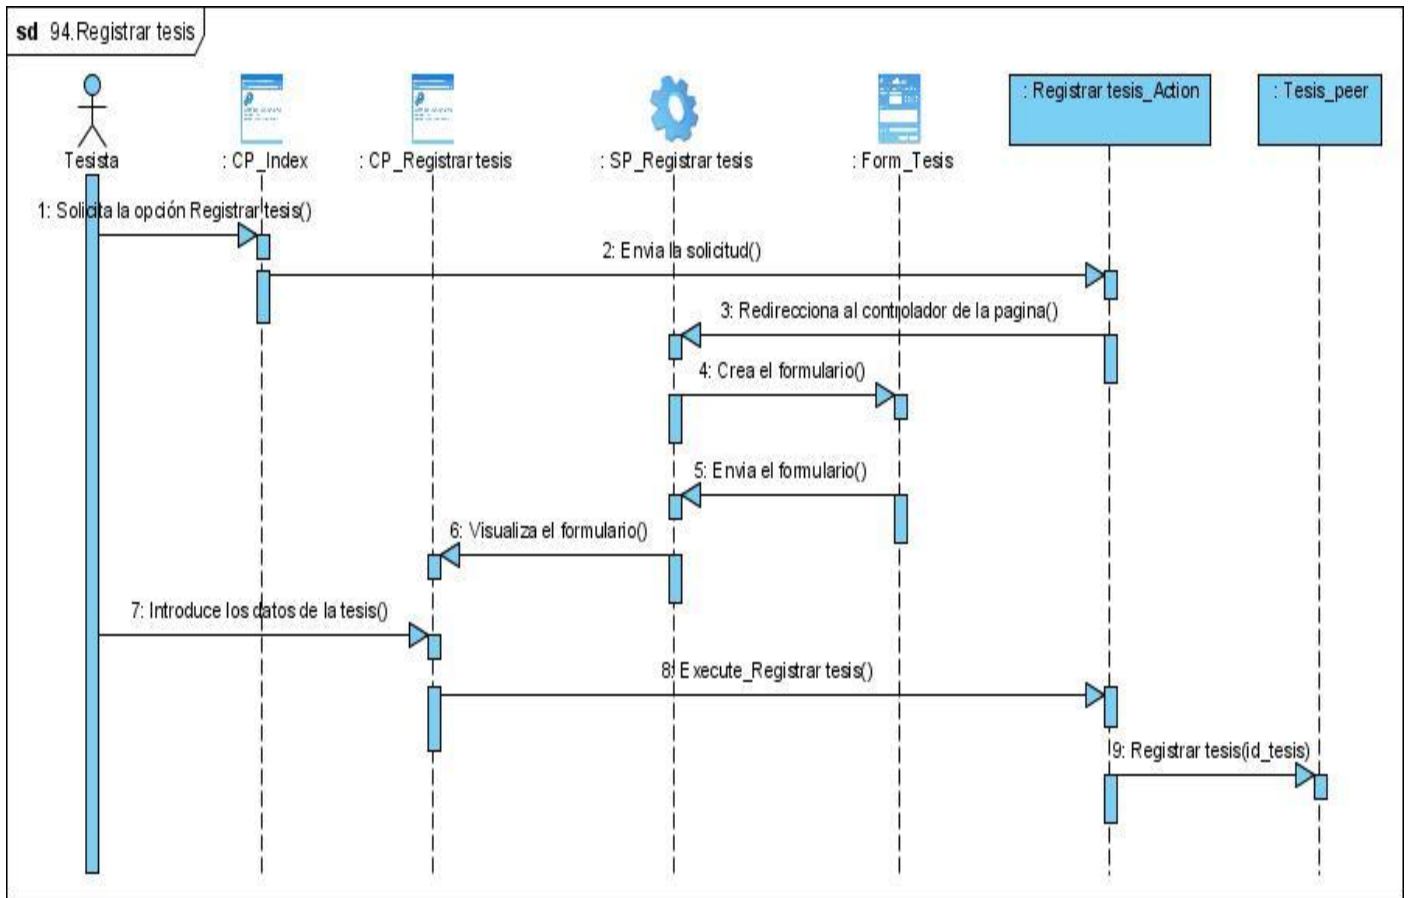 sd 94.Registrar tesis
: Registrar tesis_Action
: Tesis_peer
Tesista
: CP_Index
: CP_Registrar tesis
: SP_Registrar tesis
: Form_Tesis
1: Solicita la opción Registrar tesis()
2: Envia la solicitud()
3: Redirecciona al controlador de la pagina()
4: Crea el formulario()
5: Envia el formulario()
6: Visualiza el formulario()
7: Introduce los datos de la tesis()
8: Execute_Registrar tesis()
9: Registrar tesis(id_tesis)